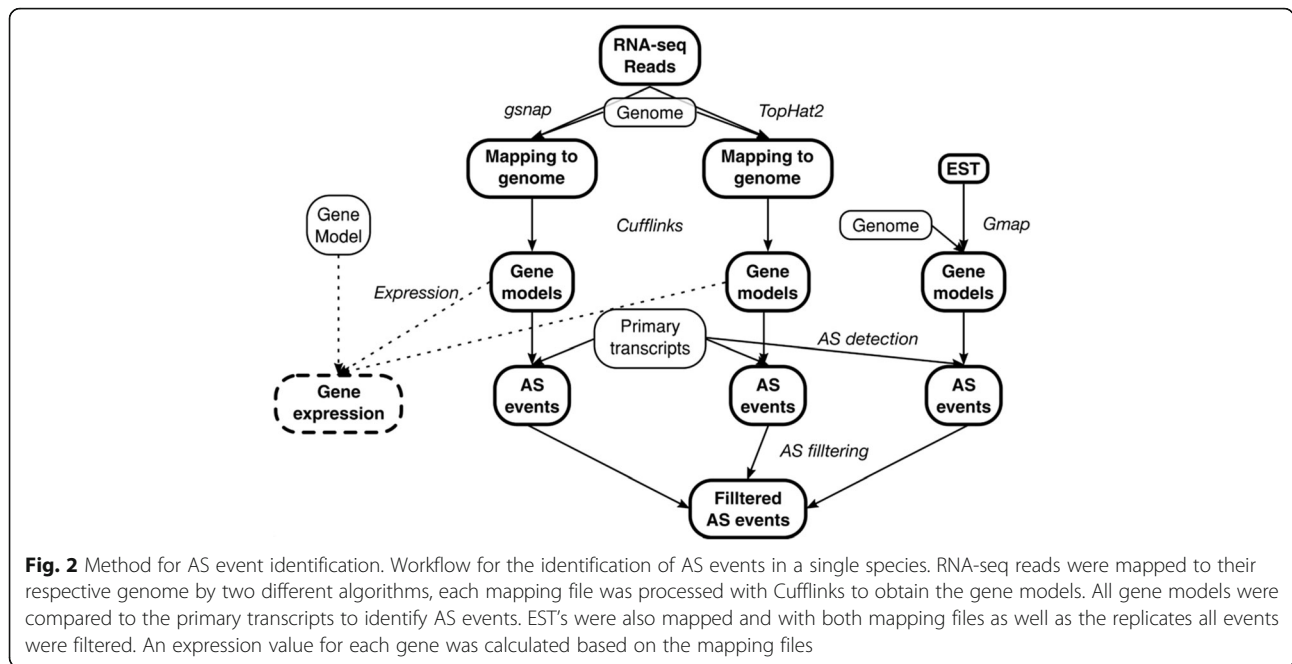 RNA-seq
Reads
gsnap
Genome
TopHat2
Mapping to
genome
Mapping to
genome
EST
Gene
Model
Cufflinks
Genome
Gmap
Gene
models
Gene
models
Gene
models
Expression
Primary
transcripts
AS detection
Gene
expression
AS
events
AS
events
AS
events
AS filltering
Filltered
AS events
Fig. 2 Method for AS event identification. Workflow for the identification of AS events in a single species. RNA-seq reads were mapped to their
respective genome by two different algorithms, each mapping file was processed with Cufflinks to obtain the gene models. All gene models were
compared to the primary transcripts to identify AS events. EST's were also mapped and with both mapping files as well as the replicates all events
were filtered. An expression value for each gene was calculated based on the mapping files